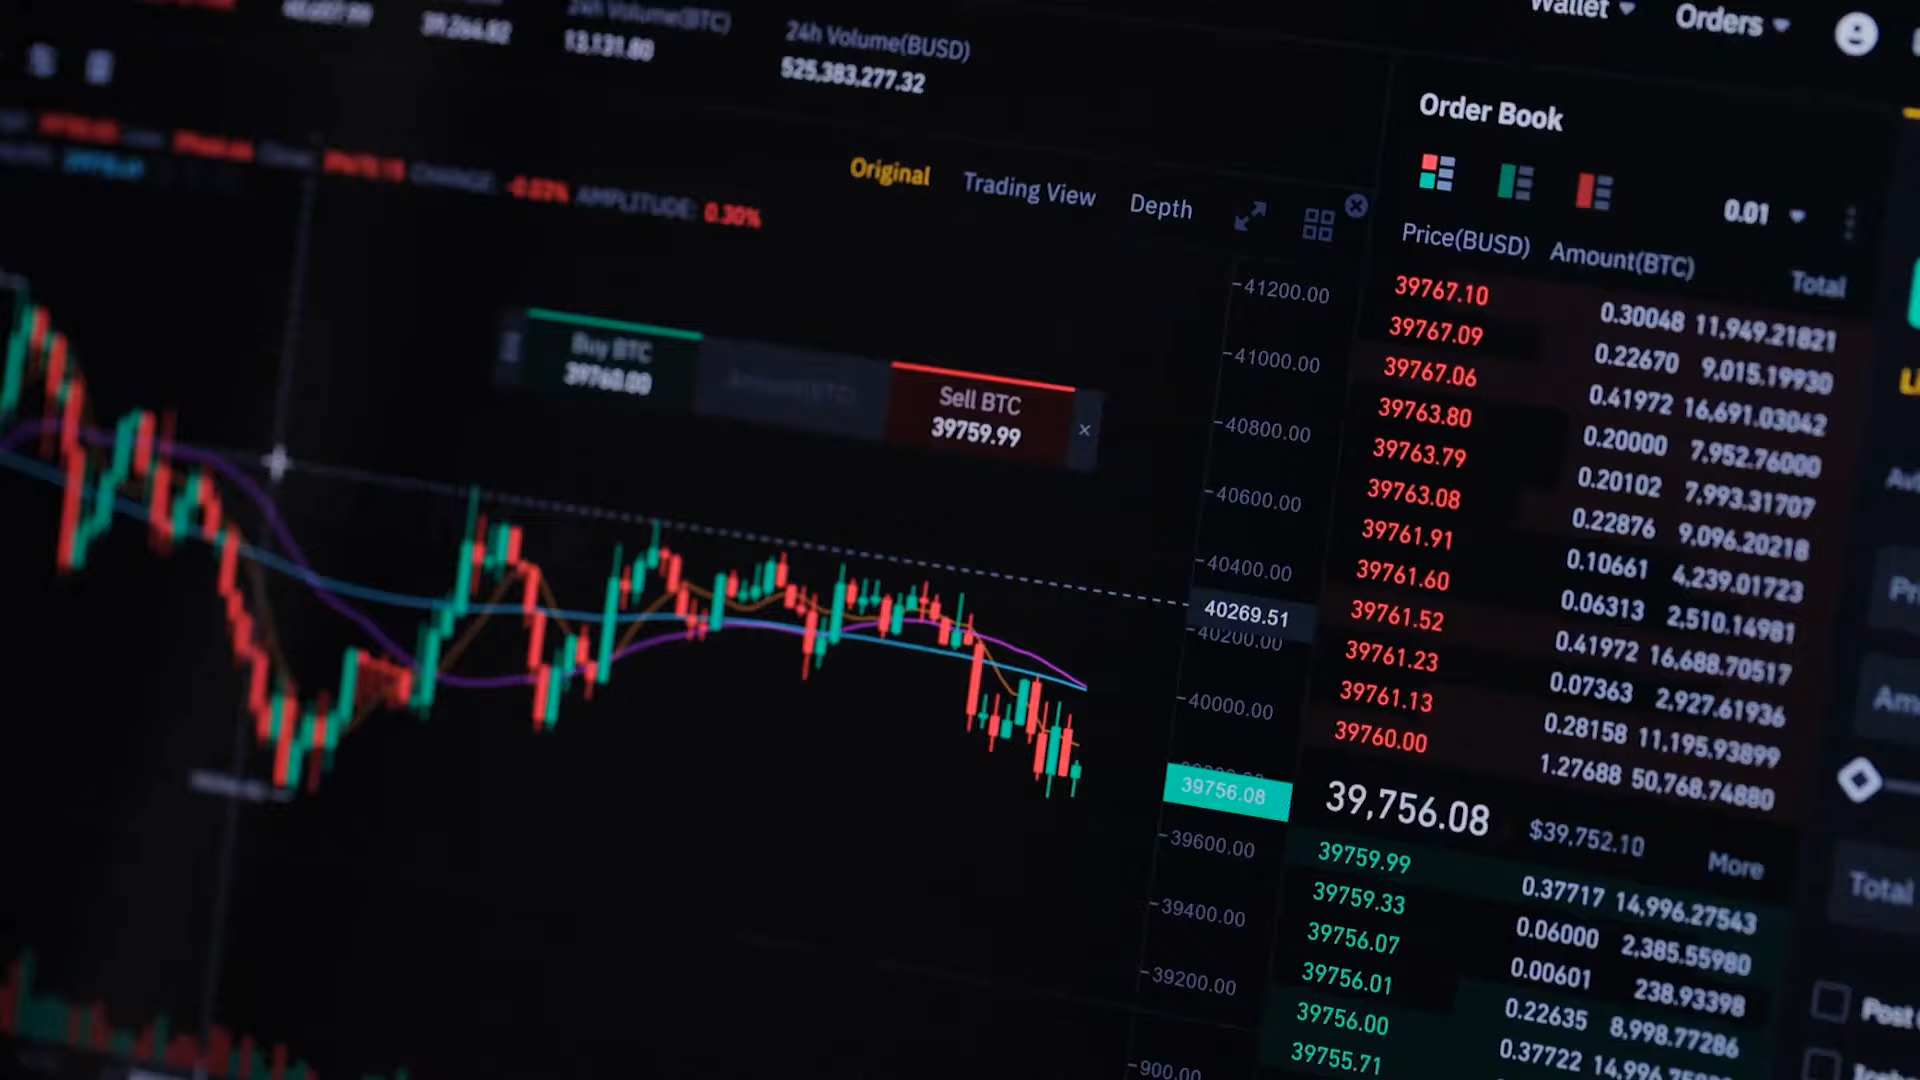 Wallet
Orders
24h Volume(BTC)
13,131.80
24h Volume(BUSD)
525,383,277.32
CHANGE: -0.03% AMPLITUDE: 0.30%
Original Trading View Depth
Buy BTC
39760.00
Amount(BTC)
Sell BTC
39759.99
41200.00
41000.00
40800.00
40600.00
40400.00
40269.51
40200.00
40000.00
39756.08
39600.00
39400.00
39200.00
Order Book
0.01
Price(BUSD) Amount(BTC) Total
39767.10 0.30048 11,949.21821
39767.09 0.22670 9,015.19930
39767.06 0.41972 16,691.03042
39763.80 0.20000 7,952.76000
39763.79 0.20102 7,993.31707
39763.08 0.22876 9,096.20218
39761.91 0.10661 4,239.01723
39761.60 0.06313 2,510.14981
39761.52 0.41972 16,688.70517
39761.23 0.07363 2,927.61936
39761.13 0.28158 11,195.93899
39760.00 1.27688 50,768.74880
39,756.08 $39,752.10 More
39759.99 0.37717 14,996.27543
39759.33 0.06000 2,385.55980
39756.07 0.00601 238.93398
39756.01 0.22635 8,998.77286
39756.00 0.37722
39755.71
Total
Post